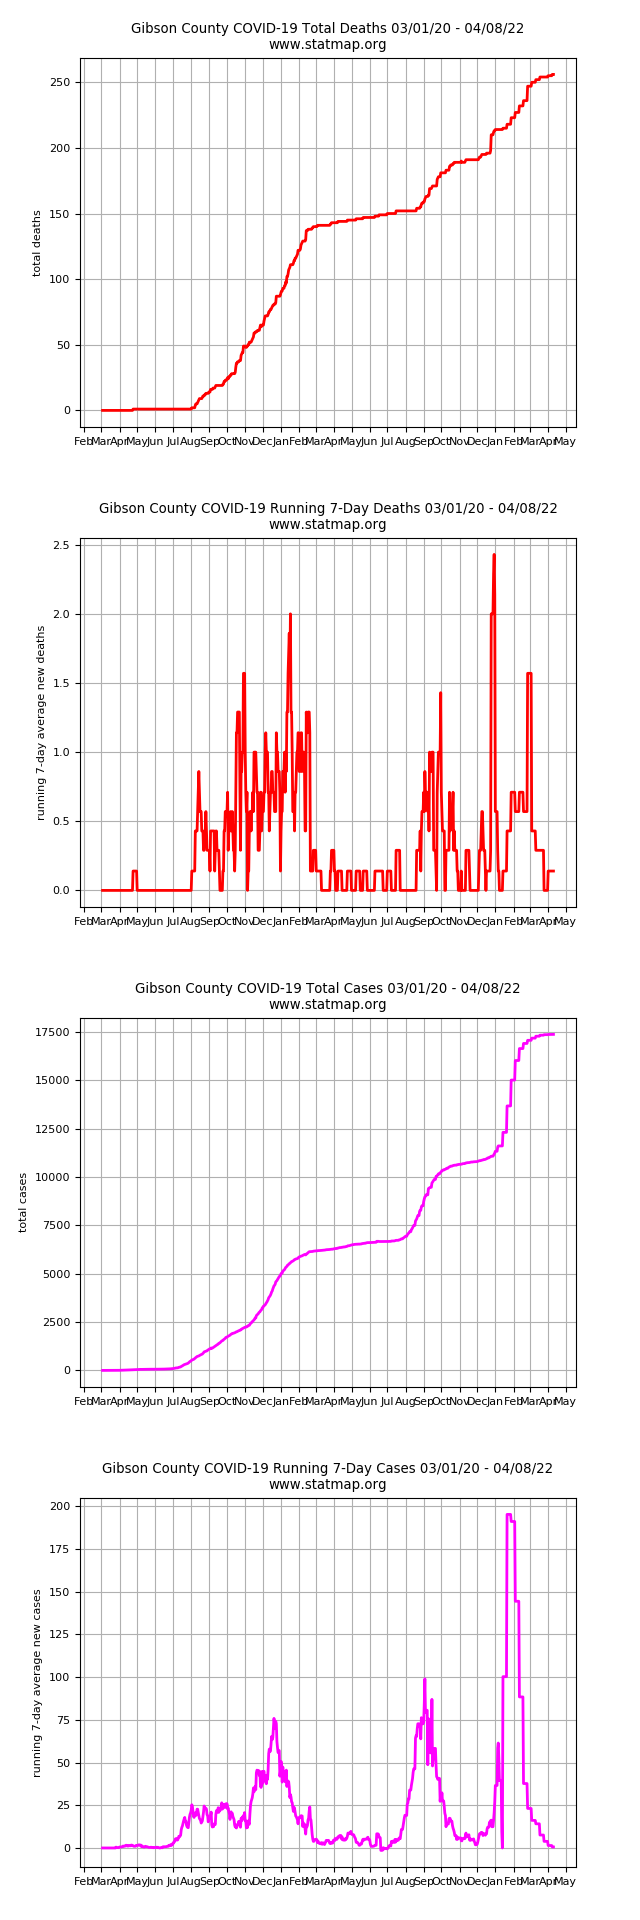 Gibson County COVID-19 Total Deaths 03/01/20 - 04/08/22
www.statmap.org
total deaths
250
200
150
100
50
0
Feb Mar Apr May Jun Jul Aug Sep Oct Nov Dec Jan Feb Mar Apr May Jun Jul Aug Sep Oct Nov Dec Jan Feb Mar Apr May
Gibson County COVID-19 Running 7-Day Deaths 03/01/20 - 04/08/22
www.statmap.org
running 7-day average new deaths
2.5
2.0
1.5
1.0
0.5
0.0
Feb Mar Apr May Jun Jul Aug Sep Oct Nov Dec Jan Feb Mar Apr May Jun Jul Aug Sep Oct Nov Dec Jan Feb Mar Apr May
Gibson County COVID-19 Total Cases 03/01/20 - 04/08/22
www.statmap.org
total cases
17500
15000
12500
10000
7500
5000
2500
0
Feb Mar Apr May Jun Jul Aug Sep Oct Nov Dec Jan Feb Mar Apr May Jun Jul Aug Sep Oct Nov Dec Jan Feb Mar Apr May
Gibson County COVID-19 Running 7-Day Cases 03/01/20 - 04/08/22
www.statmap.org
running 7-day average new cases
200
175
150
125
100
75
50
25
0
Feb Mar Apr May Jun Jul Aug Sep Oct Nov Dec Jan Feb Mar Apr May Jun Jul Aug Sep Oct Nov Dec Jan Feb Mar Apr May